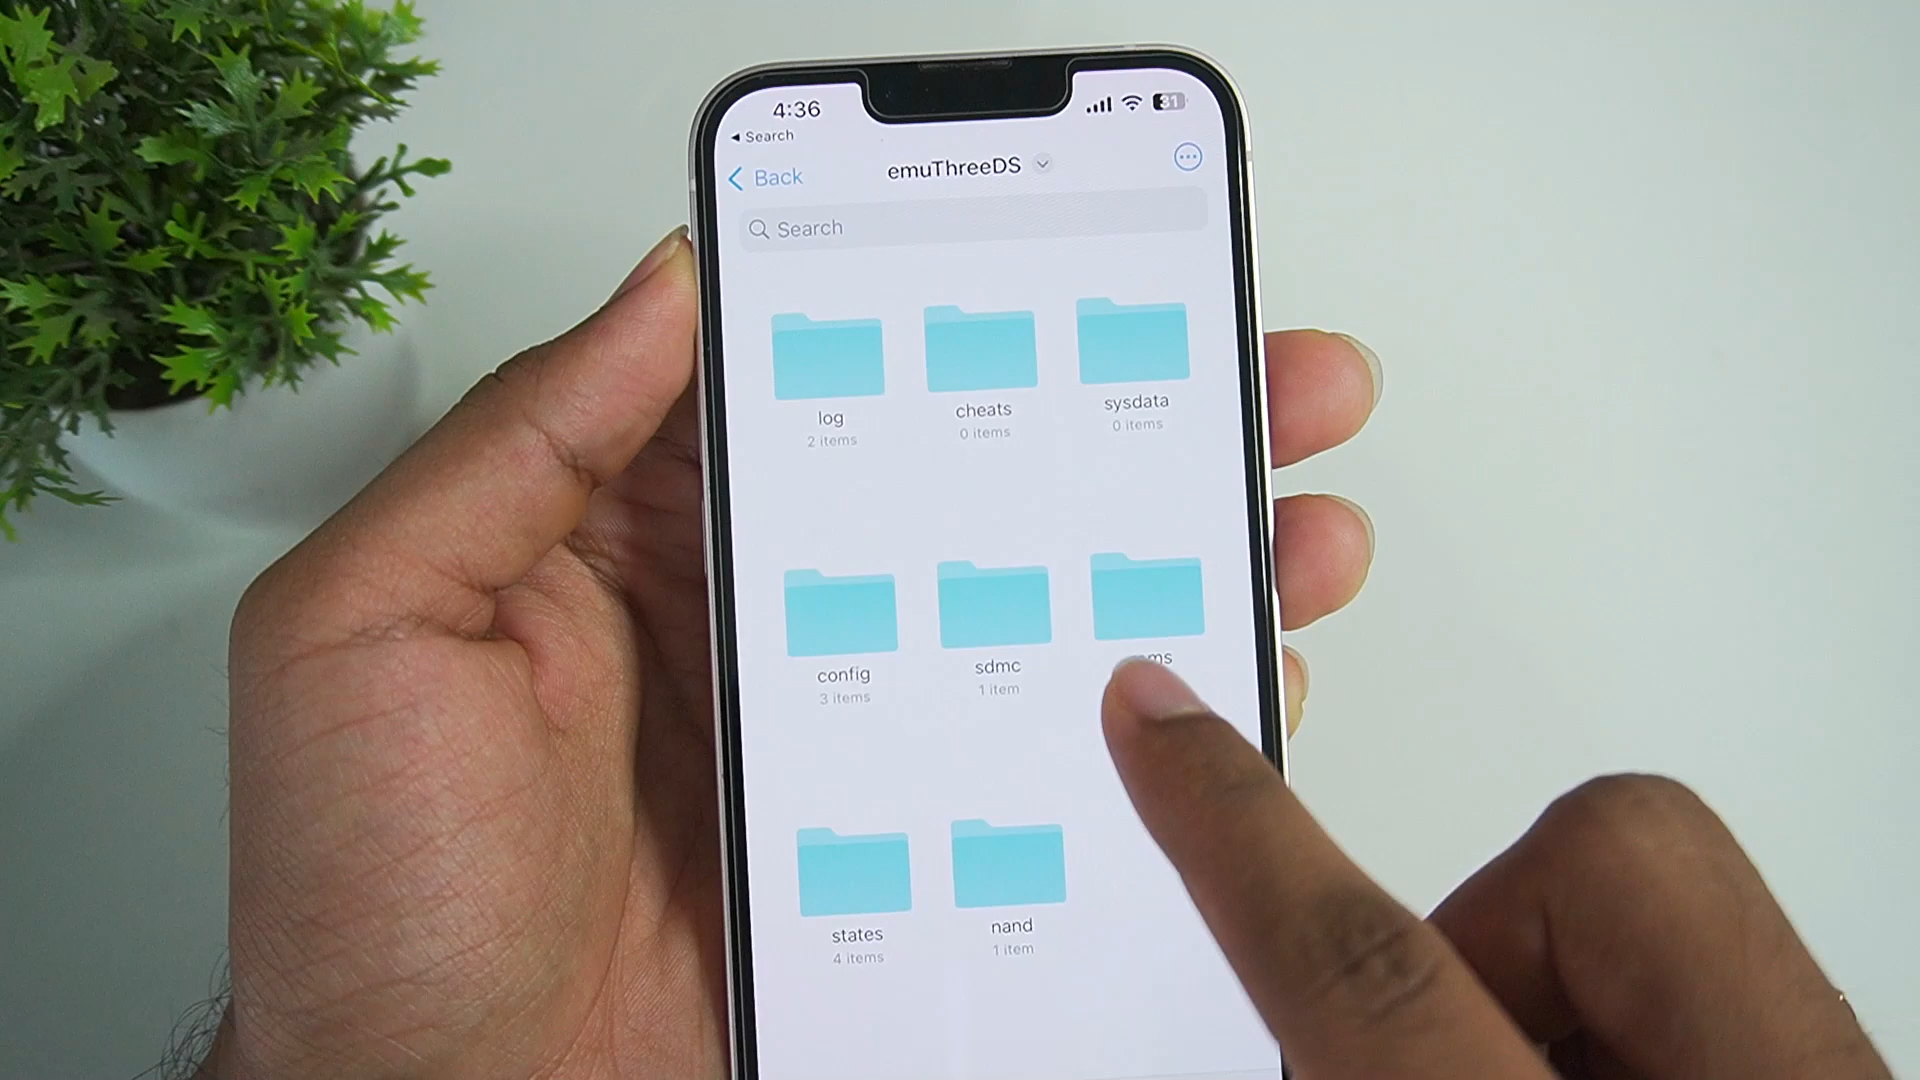 4:36
31
◂ Search
Back
emuThreeDS
Search
log
cheats
sysdata
2 items
0 items
0 items
config
sdmc
3 items
1 item
states
nand
4 items
1 item